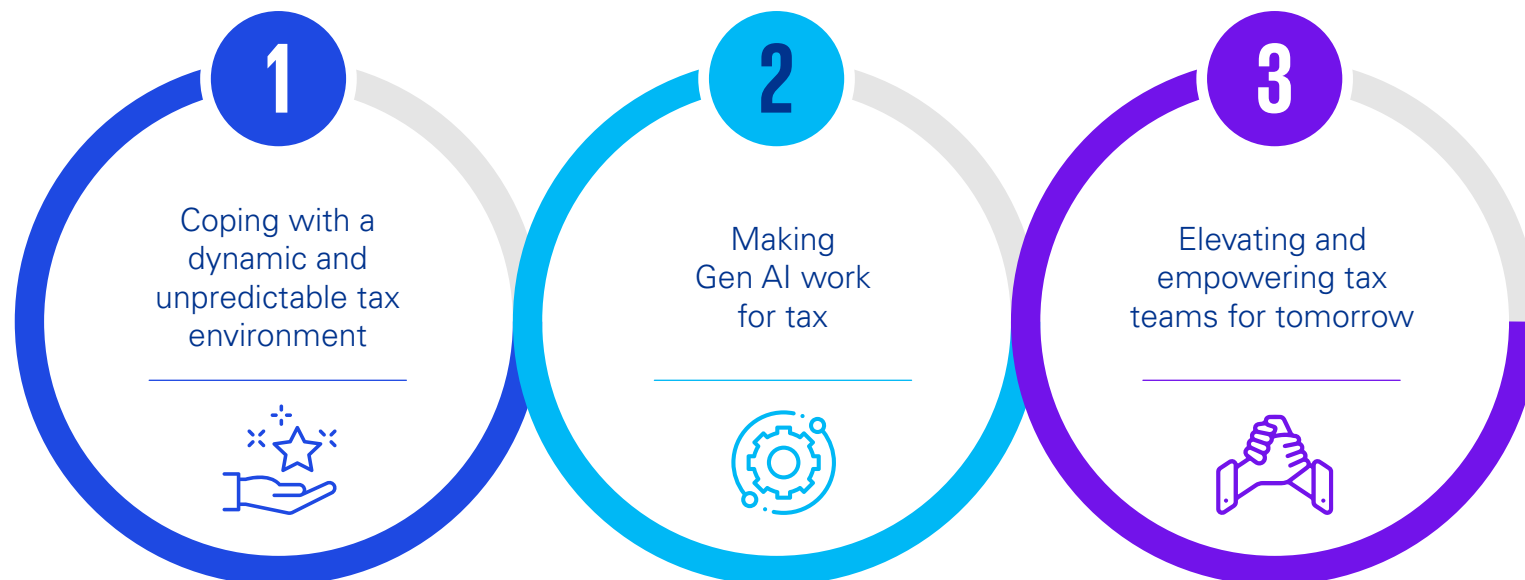 1
Coping with a
dynamic and
unpredictable tax
environment
2
Making
Gen AI work
for tax
3
Elevating and
empowering tax
teams for tomorrow